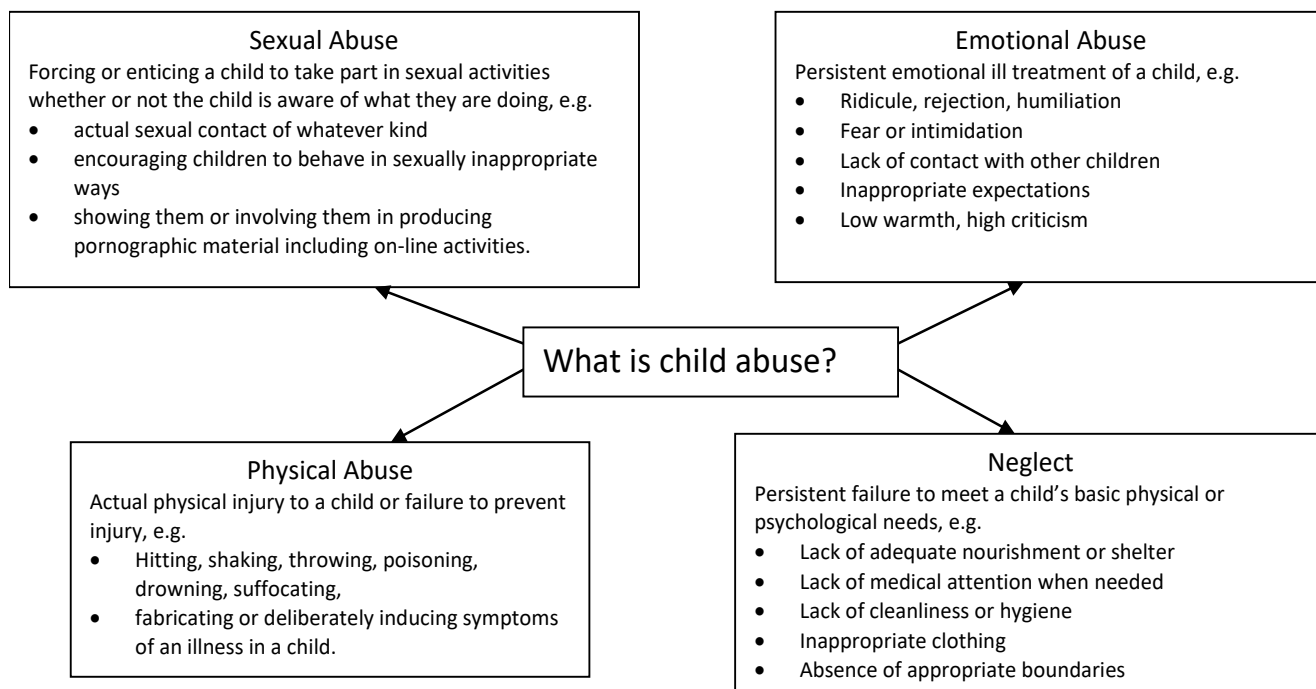 Sexual Abuse
Forcing or enticing a child to take part in sexual activities
whether or not the child is aware of what they are doing, e.g.
• actual sexual contact of whatever kind
• encouraging children to behave in sexually inappropriate
ways
• showing them or involving them in producing
pornographic material including on-line activities.
Emotional Abuse
Persistent emotional ill treatment of a child, e.g.
• Ridicule, rejection, humiliation
• Fear or intimidation
• Lack of contact with other children
• Inappropriate expectations
• Low warmth, high criticism
What is child abuse?
Physical Abuse
Actual physical injury to a child or failure to prevent
injury, e.g.
• Hitting, shaking, throwing, poisoning,
drowning, suffocating,
• fabricating or deliberately inducing symptoms
of an illness in a child.
Neglect
Persistent failure to meet a child’s basic physical or
psychological needs, e.g.
• Lack of adequate nourishment or shelter
• Lack of medical attention when needed
• Lack of cleanliness or hygiene
• Inappropriate clothing
• Absence of appropriate boundaries